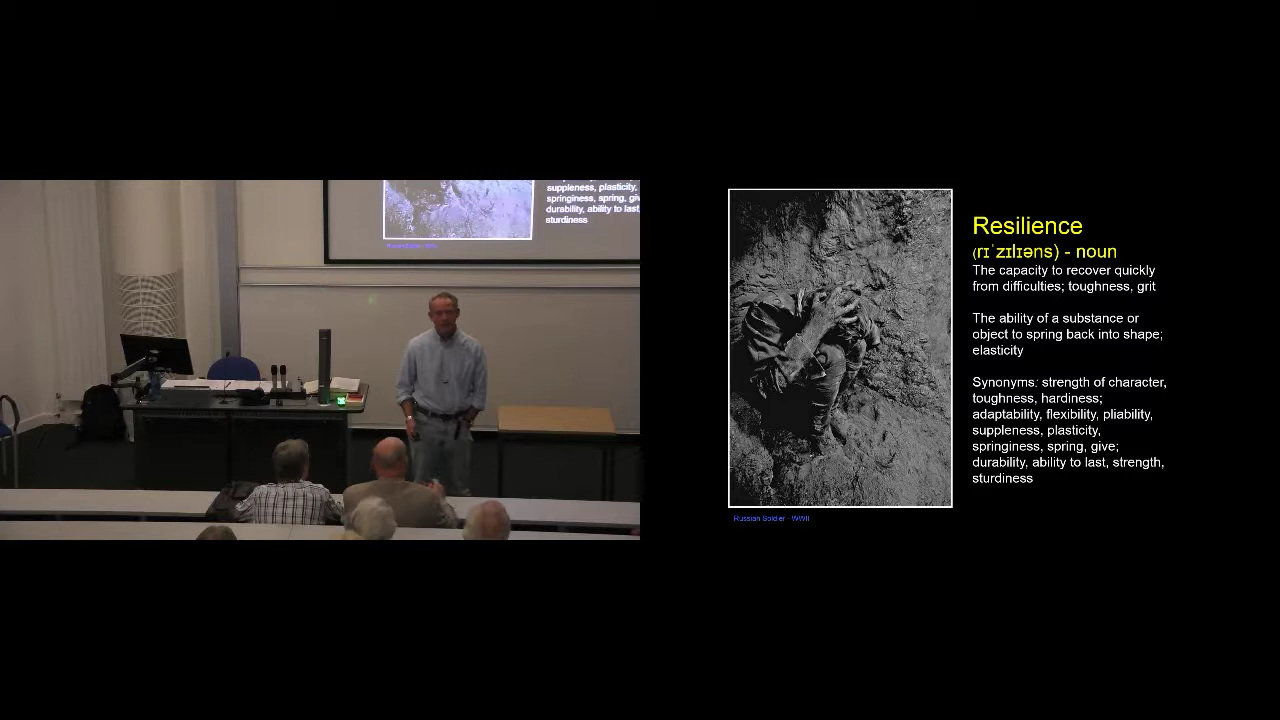 suppleness, plasticity,
springiness, spring, giv
durability, ability to last
sturdiness
Resilience
(rɪˈzɪlɪəns) - noun
The capacity to recover quickly
from difficulties; toughness, grit
The ability of a substance or
object to spring back into shape;
elasticity
Synonyms: strength of character,
toughness, hardiness;
adaptability, flexibility, pliability,
suppleness, plasticity,
springiness, spring, give;
durability, ability to last, strength,
sturdiness
Russian Soldier - WWII